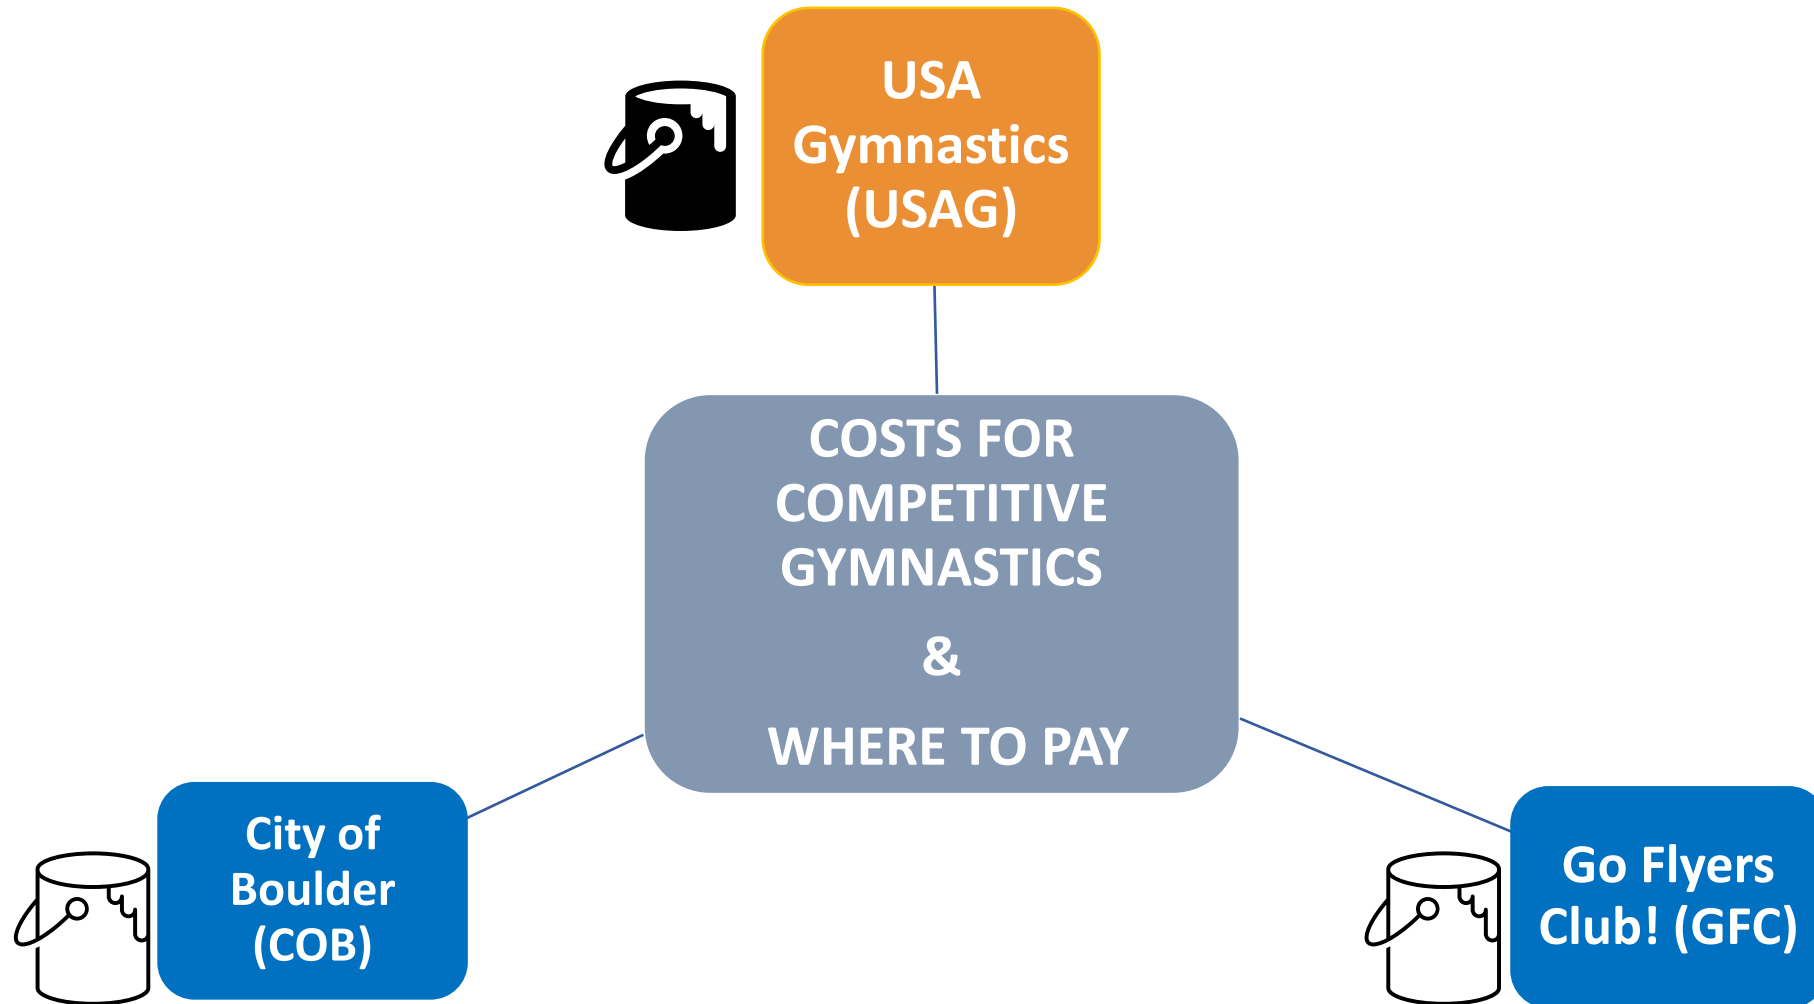 USA
Gymnastics
(USAG)
COSTS FOR
COMPETITIVE
GYMNASTICS
&
WHERE TO PAY
City of
Boulder
(COB)
Go Flyers
Club! (GFC)